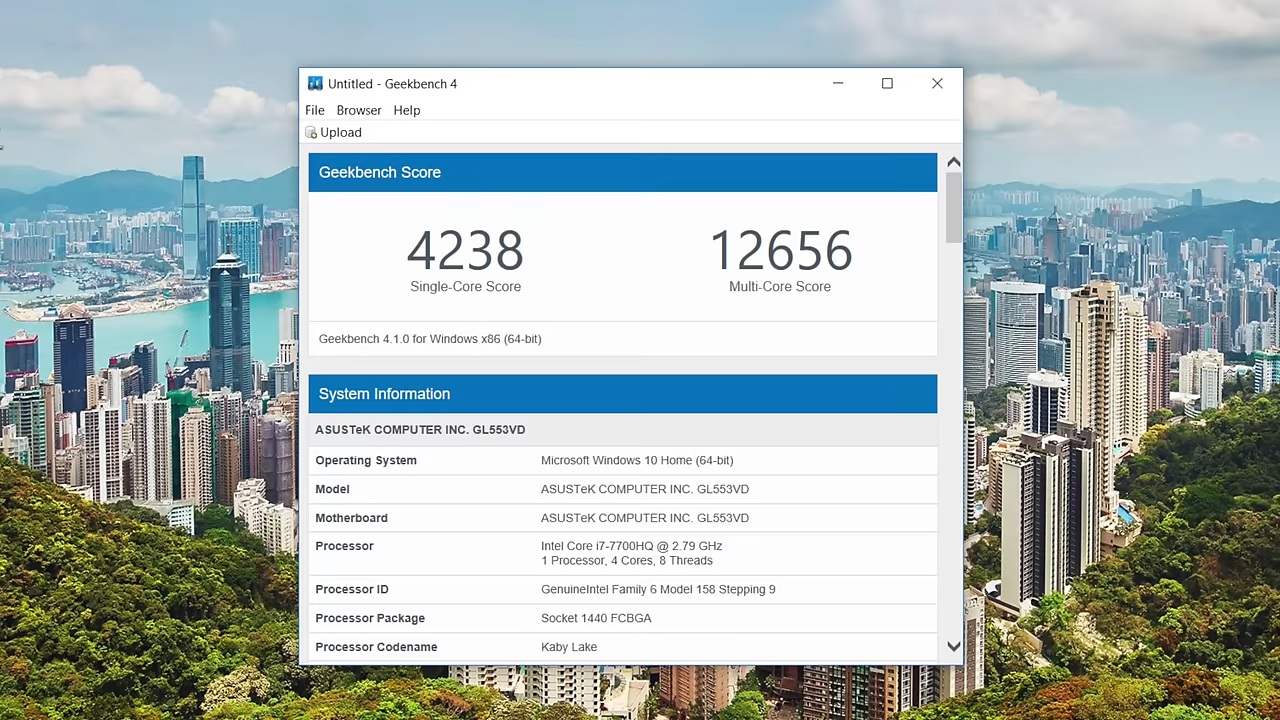 Untitled - Geekbench 4
File Browser Help
Upload
Geekbench Score
4238 12656
Single-Core Score Multi-Core Score
Geekbench 4.1.0 for Windows x86 (64-bit)
System Information
ASUSTeK COMPUTER INC. GL553VD
Operating System Microsoft Windows 10 Home (64-bit)
Model ASUSTeK COMPUTER INC. GL553VD
Motherboard ASUSTeK COMPUTER INC. GL553VD
Processor Intel Core i7-7700HQ @ 2.79 GHz
1 Processor, 4 Cores, 8 Threads
Processor ID GenuineIntel Family 6 Model 158 Stepping 9
Processor Package Socket 1440 FCBGA
Processor Codename Kaby Lake